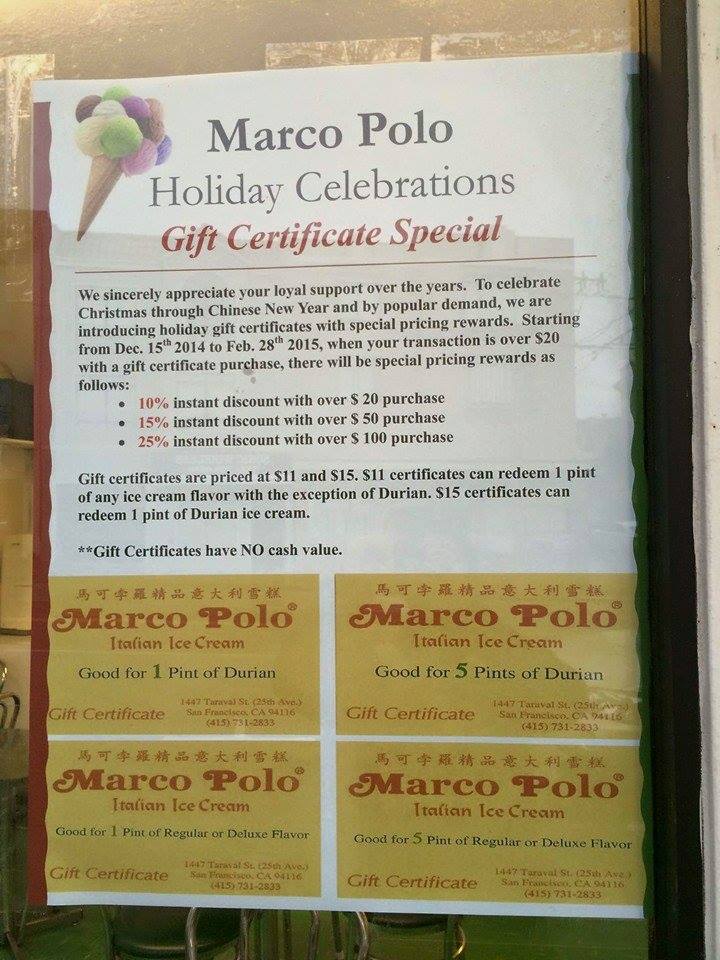 Marco Polo
Holiday Celebrations
Gift Certificate Special
We sincerely appreciate your loyal support over the years. To celebrate
Christmas through Chinese New Year and by popular demand, we are
introducing holiday gift certificates with special pricing rewards. Starting
from Dec. 15th 2014 to Feb. 28th 2015, when your transaction is over $20
with a gift certificate purchase, there will be special pricing rewards as
follows:
• 10% instant discount with over $ 20 purchase
• 15% instant discount with over $ 50 purchase
• 25% instant discount with over $ 100 purchase
Gift certificates are priced at $11 and $15. $11 certificates can redeem 1 pint
of any ice cream flavor with the exception of Durian. $15 certificates can
redeem 1 pint of Durian ice cream.
**Gift Certificates have NO cash value.
馬可孛羅精品意大利雪糕
Marco Polo®
Italian Ice Cream
Good for 1 Pint of Durian
Gift Certificate
1447 Taraval St. (25th Ave.)
San Francisco, CA 94116
(415) 731-2833
馬可孛羅精品意大利雪糕
Marco Polo®
Italian Ice Cream
Good for 5 Pints of Durian
Gift Certificate
1447 Taraval St. (25th Ave.)
San Francisco, CA 94116
(415) 731-2833
馬可孛羅精品意大利雪糕
Marco Polo®
Italian Ice Cream
Good for 1 Pint of Regular or Deluxe Flavor
Gift Certificate
1447 Taraval St. (25th Ave.)
San Francisco, CA 94116
(415) 731-2833
馬可孛羅精品意大利雪糕
Marco Polo®
Italian Ice Cream
Good for 5 Pint of Regular or Deluxe Flavor
Gift Certificate
1447 Taraval St. (25th Ave.)
San Francisco, CA 94116
(415) 731-2833